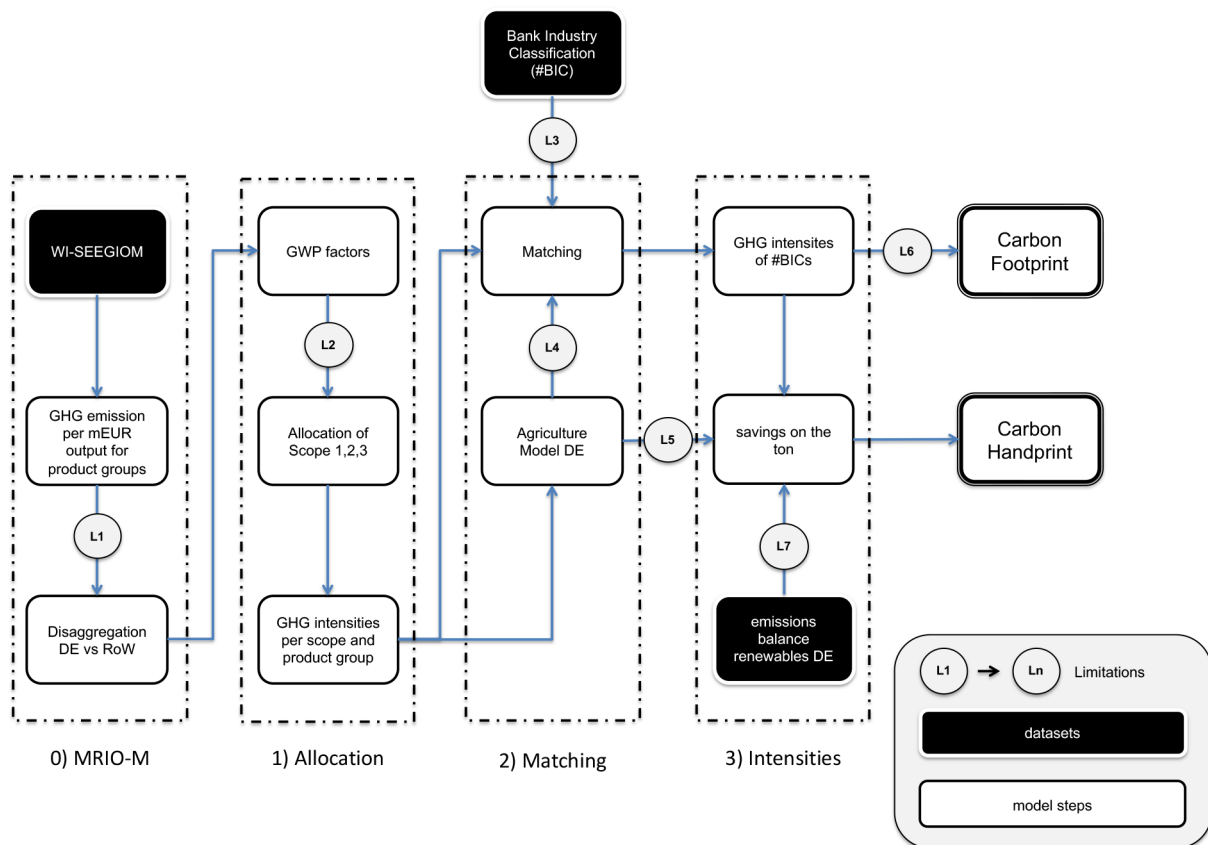 Bank Industry
Classification
(#BIC)
L3
WI-SEEGIOM
GWP factors
Matching
GHG intensites
of #BICs
L6
Carbon
Footprint
L2
L4
GHG emission
per mEUR
output for
product groups
Allocation of
Scope 1,2,3
Agriculture
Model DE
L5
savings on the
ton
Carbon
Handprint
L1
L7
Disaggregation
DE vs RoW
GHG intensities
per scope and
product group
emissions
balance
renewables DE
L1
Ln
Limitations
datasets
model steps
0) MRIO-M
1) Allocation
2) Matching
3) Intensities